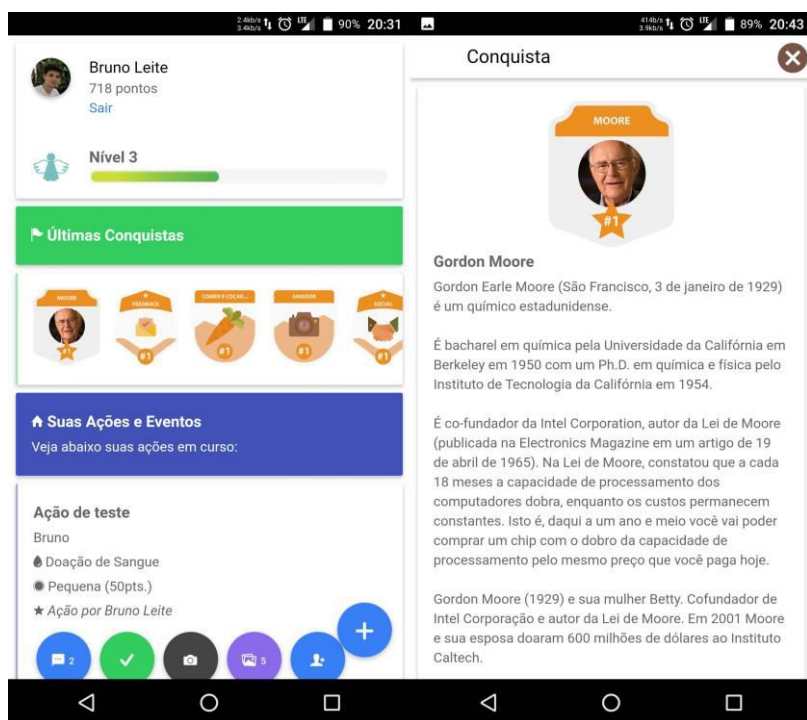 2.4kb/s
3.4kb/s
LTE
90% 20:31
Bruno Leite
718 pontos
Sair
Nível 3
Últimas Conquistas
MOORE
#1
FEEDBACK
#1
COMER E COÇAR...
#1
AMADOR
#1
SOCIAL
#1
Suas Ações e Eventos
Veja abaixo suas ações em curso:
Ação de teste
Bruno
Doação de Sangue
Pequena (50pts.)
Ação por Bruno Leite
2
5
414b/s
3.9kb/s
LTE
89% 20:43
Conquista
MOORE
#1
Gordon Moore
Gordon Earle Moore (São Francisco, 3 de janeiro de 1929)
é um químico estadunidense.
É bacharel em química pela Universidade da Califórnia em
Berkeley em 1950 com um Ph.D. em química e física pelo
Instituto de Tecnologia da Califórnia em 1954.
É co-fundador da Intel Corporation, autor da Lei de Moore
(publicada na Electronics Magazine em um artigo de 19
de abril de 1965). Na Lei de Moore, constatou que a cada
18 meses a capacidade de processamento dos
computadores dobra, enquanto os custos permanecem
constantes. Isto é, daqui a um ano e meio você vai poder
comprar um chip com o dobro da capacidade de
processamento pelo mesmo preço que você paga hoje.
Gordon Moore (1929) e sua mulher Betty. Cofundador de
Intel Corporação e autor da Lei de Moore. Em 2001 Moore
e sua esposa doaram 600 milhões de dólares ao Instituto
Caltech.